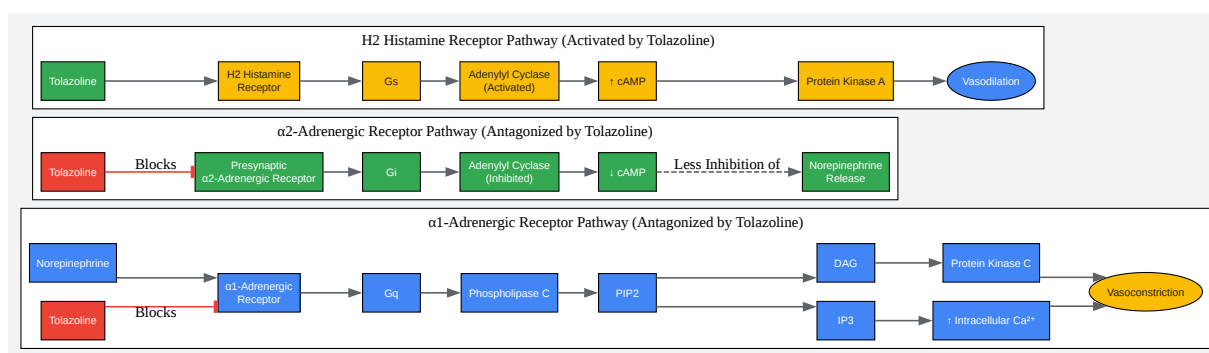 H2 Histamine Receptor Pathway (Activated by Tolazoline)
Tolazoline
H2 Histamine
Receptor
Gs
Adenylyl Cyclase
(Activated)
↑ cAMP
Protein Kinase A
Vasodilation
α2-Adrenergic Receptor Pathway (Antagonized by Tolazoline)
Tolazoline
Blocks
Presynaptic
α2-Adrenergic Receptor
Gi
Adenylyl Cyclase
(Inhibited)
↓ cAMP
Less Inhibition of
Norepinephrine
Release
α1-Adrenergic Receptor Pathway (Antagonized by Tolazoline)
Norepinephrine
Tolazoline
Blocks
α1-Adrenergic
Receptor
Gq
Phospholipase C
PIP2
DAG
Protein Kinase C
IP3
↑ Intracellular Ca²⁺
Vasoconstriction